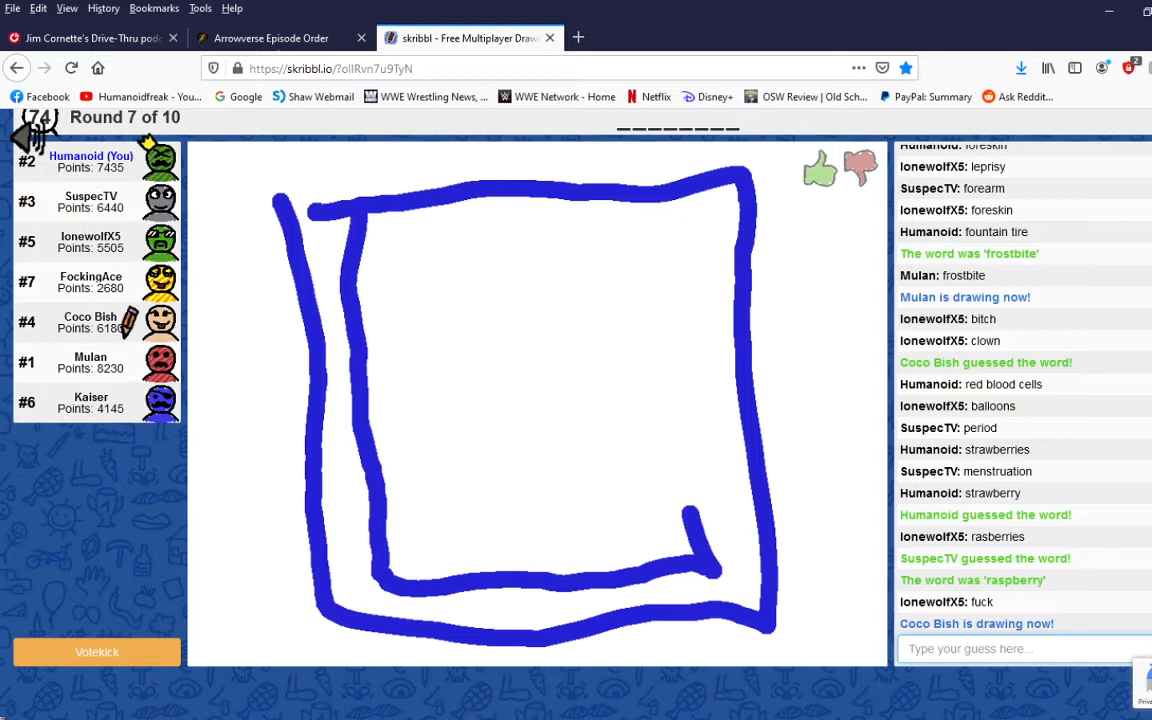 File Edit View History Bookmarks Tools Help
Jim Cornette's Drive-Thru pod
Arrowverse Episode Order
skribbl - Free Multiplayer Draw
https://skribbl.io/?olIRvn7u9TyN
2
Facebook
Humanoidfreak - You...
Google
Shaw Webmail
WWE Wrestling News, ...
WWE Network - Home
Netflix
Disney+
OSW Review | Old Sch...
PayPal: Summary
Ask Reddit...
74 Round 7 of 10
________
#2 Humanoid (You)
Points: 7435
#3 SuspecTV
Points: 6440
#5 lonewolfX5
Points: 5505
#7 FockingAce
Points: 2680
#4 Coco Bish
Points: 6180
#1 Mulan
Points: 8230
#6 Kaiser
Points: 4145
Votekick
Humanoid: foreskin
lonewolfX5: leprisy
SuspecTV: forearm
lonewolfX5: foreskin
Humanoid: fountain tire
The word was 'frostbite'
Mulan: frostbite
Mulan is drawing now!
lonewolfX5: bitch
lonewolfX5: clown
Coco Bish guessed the word!
Humanoid: red blood cells
lonewolfX5: balloons
SuspecTV: period
Humanoid: strawberries
SuspecTV: menstruation
Humanoid: strawberry
Humanoid guessed the word!
lonewolfX5: rasberries
SuspecTV guessed the word!
The word was 'raspberry'
lonewolfX5: fuck
Coco Bish is drawing now!
Type your guess here...